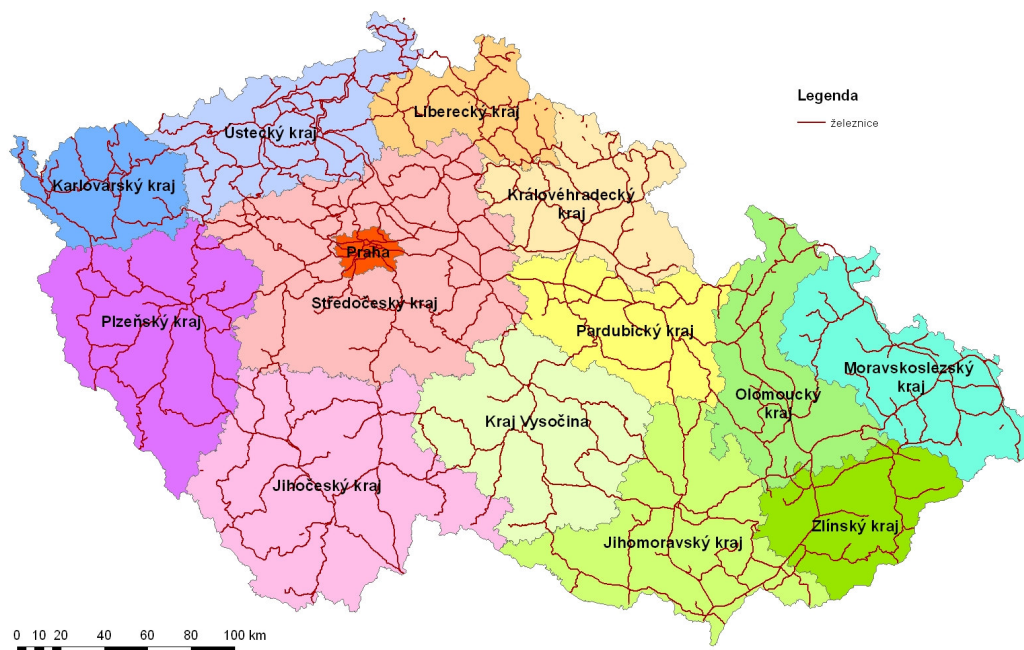 Legenda
železnice
Liberecký kraj
Ústecký kraj
Karlovarský kraj
Královéhradecký
kraj
Praha
Středočeský kraj
Plzeňský kraj
Pardubický kraj
Moravskoslezský
kraj
Olomoucký
kraj
Kraj Vysočina
Jihočeský kraj
Zlínský kraj
Jihomoravský kraj
0 10 20 40 60 80 100 km